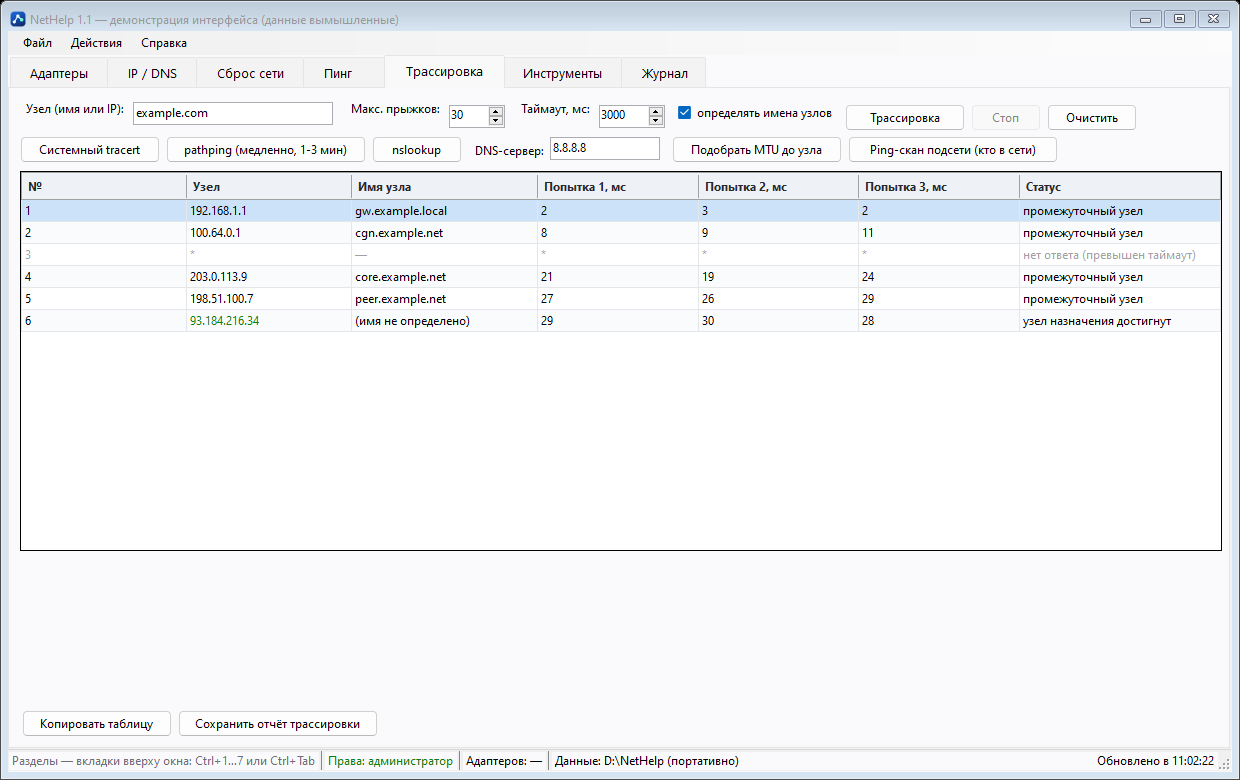 NetHelp 1.1 — демонстрация интерфейса (данные вымышленные)
Файл Действия Справка
Адаптеры IP / DNS Сброс сети Пинг Трассировка Инструменты Журнал
Узел (имя или IP): example.com Макс. прыжков: 30 Таймаут, мс: 3000 определять имена узлов Трассировка Стоп Очистить
Системный tracert pathping (медленно, 1-3 мин) nslookup DNS-сервер: 8.8.8.8 Подобрать MTU до узла Ping-скан подсети (кто в сети)
№ Узел Имя узла Попытка 1, мс Попытка 2, мс Попытка 3, мс Статус
1 192.168.1.1 gw.example.local 2 3 2 промежуточный узел
2 100.64.0.1 cgn.example.net 8 9 11 промежуточный узел
3 * — * * * нет ответа (превышен таймаут)
4 203.0.113.9 core.example.net 21 19 24 промежуточный узел
5 198.51.100.7 peer.example.net 27 26 29 промежуточный узел
6 93.184.216.34 (имя не определено) 29 30 28 узел назначения достигнут
Копировать таблицу Сохранить отчёт трассировки
Разделы — вкладки вверху окна: Ctrl+1...7 или Ctrl+Tab Права: администратор Адаптеров: — Данные: D:\NetHelp (портативно) Обновлено в 11:02:22